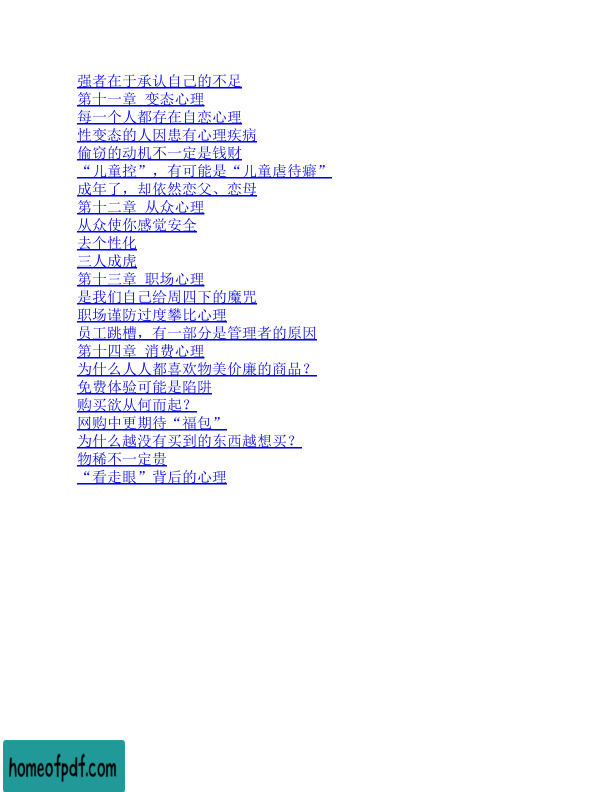 强者在于承认自己的不足
第十一章 变态心理
每一个人都存在自恋心理
性变态的人因患有心理疾病
偷窃的动机不一定是钱财
“儿童控”，有可能是“儿童虐待癖”
成年了，却依然恋父、恋母
第十二章 从众心理
从众使你感觉安全
去个性化
三人成虎
第十三章 职场心理
是我们自己给周四下的魔咒
职场谨防过度攀比心理
员工跳槽，有一部分是管理者的原因
第十四章 消费心理
为什么人人都喜欢物美价廉的商品？
免费体验可能是陷阱
购买欲从何而起？
网购中更期待“福包”
为什么越没有买到的东西越想买？
物稀不一定贵
“看走眼”背后的心理
homeofpdf.com